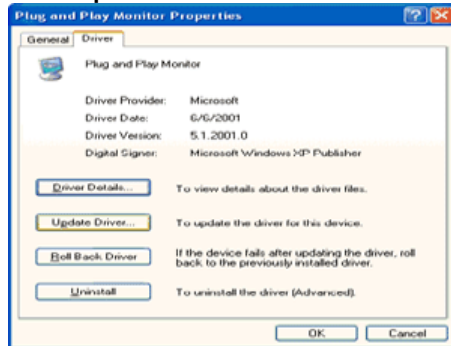 Plug and Play Monitor Properties
General Driver
Plug and Play Monitor
Driver Provider: Microsoft
Driver Date: 6/6/2001
Driver Version: 5.1.2001.0
Digital Signer: Microsoft Windows XP Publisher
Driver Details... To view details about the driver files.
Update Driver... To update the driver for this device.
Roll Back Driver If the device fails after updating the driver, roll
back to the previously installed driver.
Uninstall To uninstall the driver (Advanced).
OK Cancel